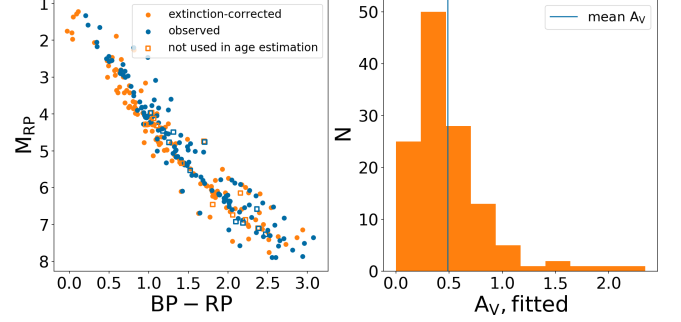 1
2
3
4
5
6
7
8
M_RP
extinction-corrected
observed
not used in age estimation
0.0 0.5 1.0 1.5 2.0 2.5 3.0
BP − RP
50
40
30
20
10
0
N
mean A_V
0.0 0.5 1.0 1.5 2.0
A_V, fitted